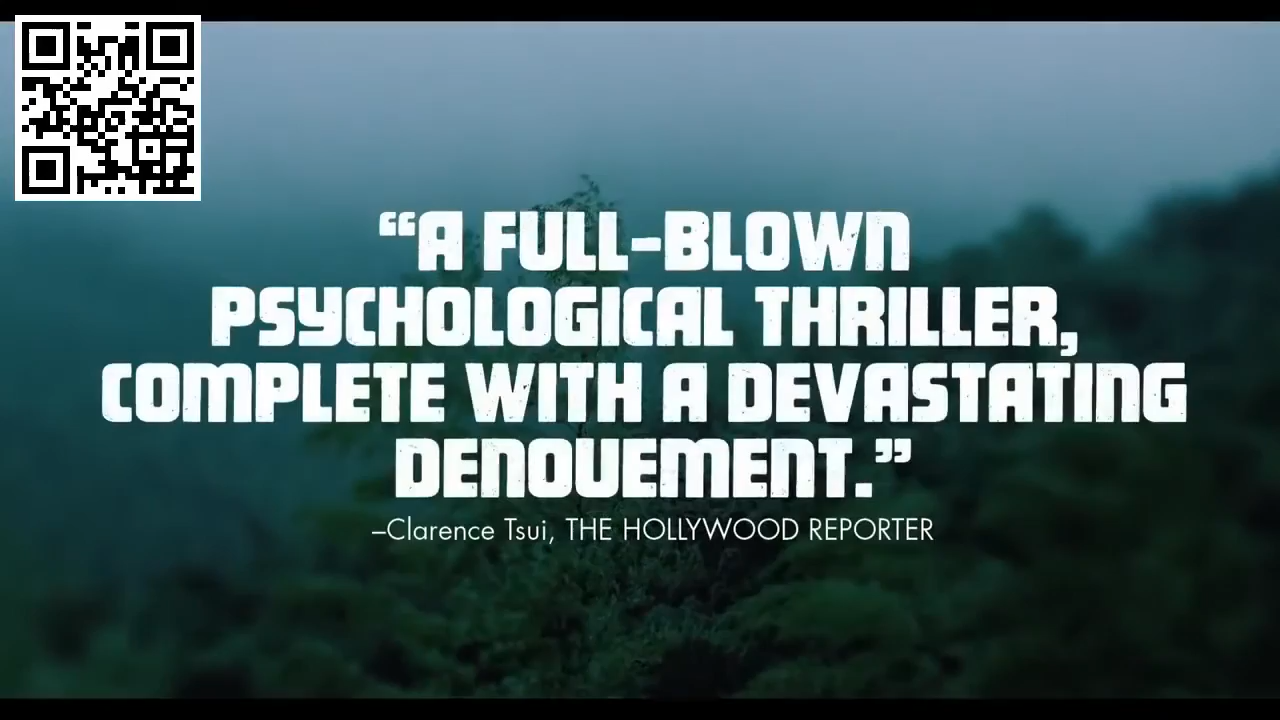 “A FULL-BLOWN
PSYCHOLOGICAL THRILLER,
COMPLETE WITH A DEVASTATING
DENOUEMENT.”
–Clarence Tsui, THE HOLLYWOOD REPORTER